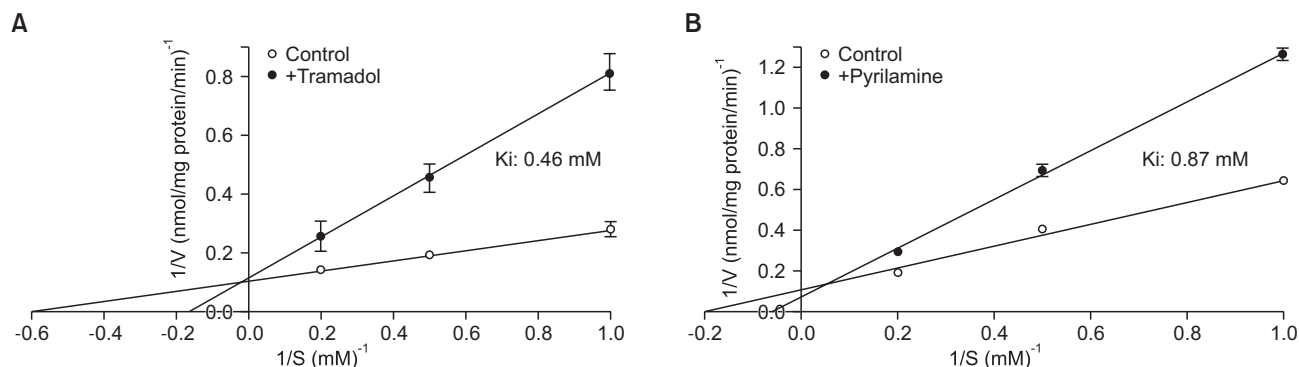 A
1/V (nmol/mg protein/min)⁻¹
Control
+Tramadol
0.8
0.6
0.4
0.2
0.0
Ki: 0.46 mM
-0.6 -0.4 -0.2 0.0 0.2 0.4 0.6 0.8 1.0
1/S (mM)⁻¹
B
1/V (nmol/mg protein/min)⁻¹
Control
+Pyrilamine
1.2
1.0
0.8
0.6
0.4
0.2
0.0
Ki: 0.87 mM
-0.2 0.0 0.2 0.4 0.6 0.8 1.0
1/S (mM)⁻¹